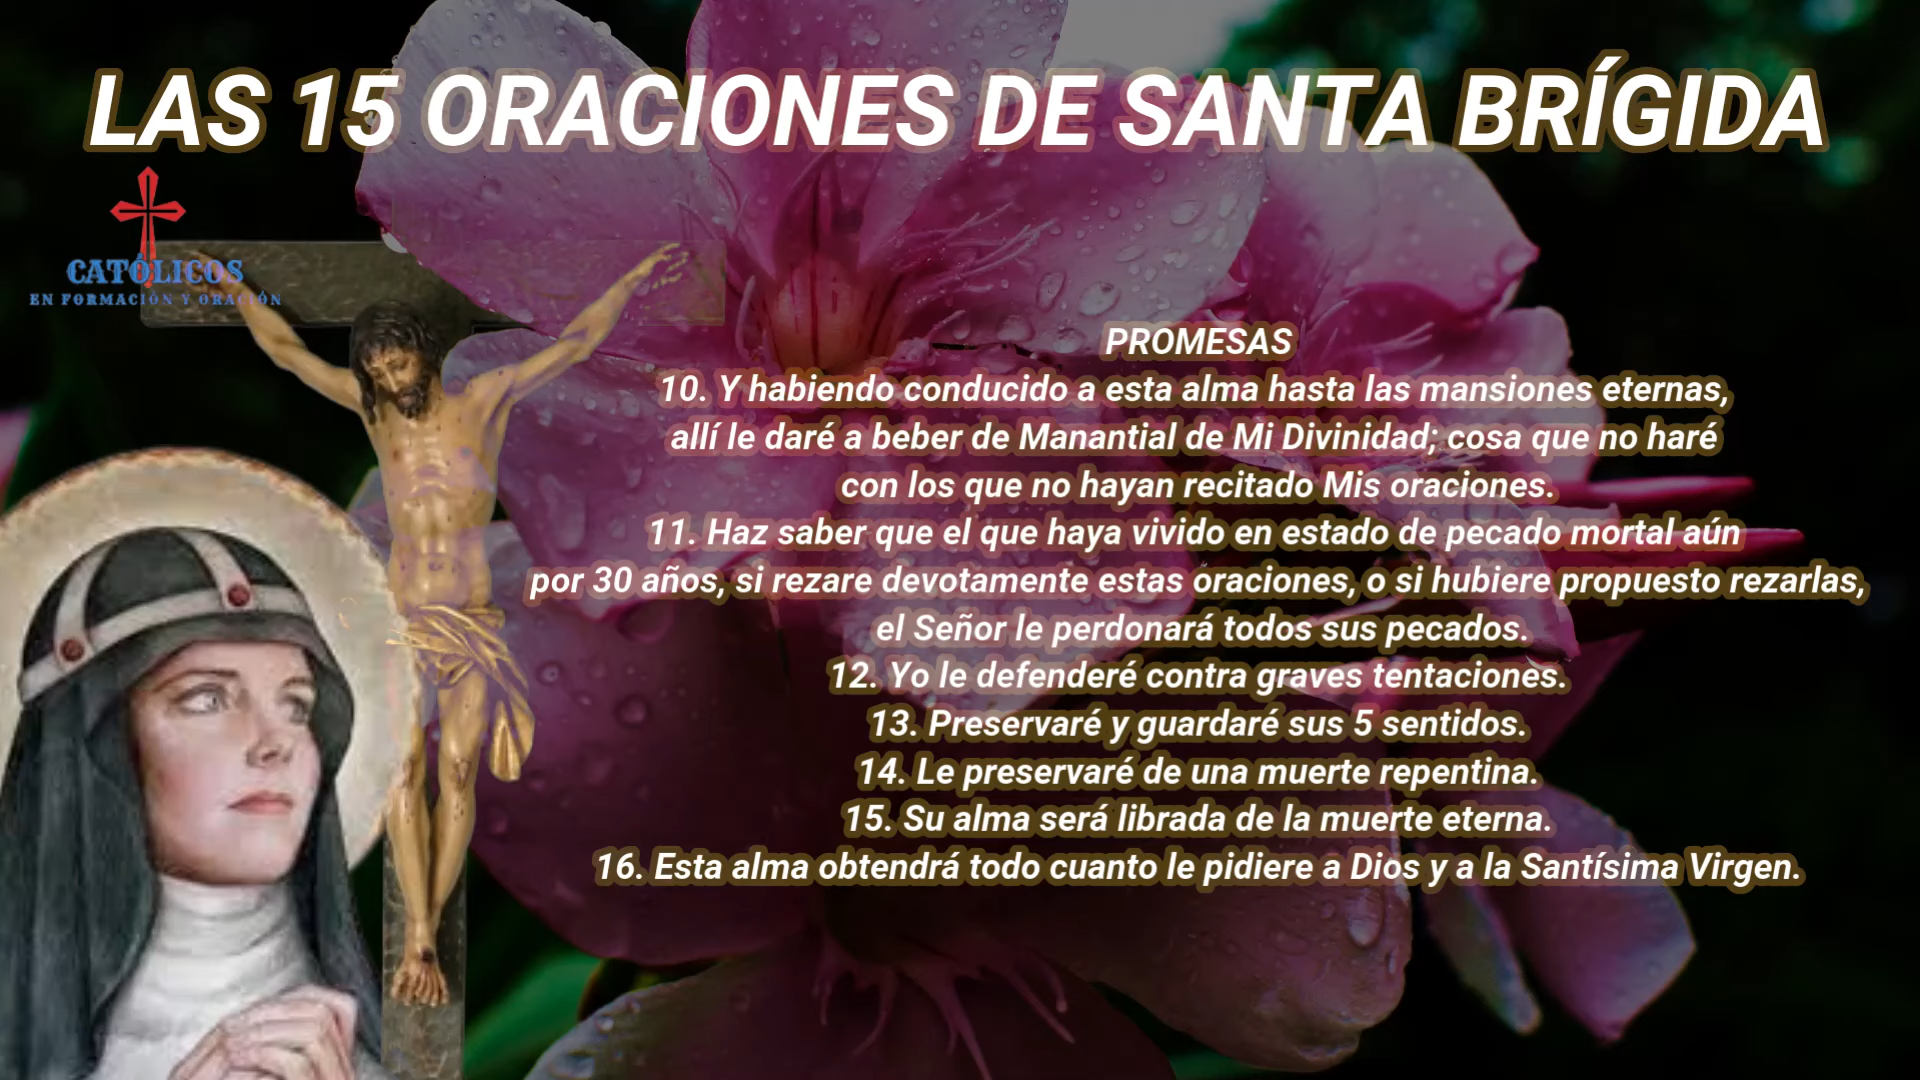 LAS 15 ORACIONES DE SANTA BRÍGIDA
CATÓLICOS
EN FORMACIÓN Y ORACIÓN
PROMESAS
10. Y habiendo conducido a esta alma hasta las mansiones eternas,
allí le daré a beber de Manantial de Mi Divinidad; cosa que no haré
con los que no hayan recitado Mis oraciones.
11. Haz saber que el que haya vivido en estado de pecado mortal aún
por 30 años, si rezare devotamente estas oraciones, o si hubiere propuesto rezarlas,
el Señor le perdonará todos sus pecados.
12. Yo le defenderé contra graves tentaciones.
13. Preservaré y guardaré sus 5 sentidos.
14. Le preservaré de una muerte repentina.
15. Su alma será librada de la muerte eterna.
16. Esta alma obtendrá todo cuanto le pidiere a Dios y a la Santísima Virgen.